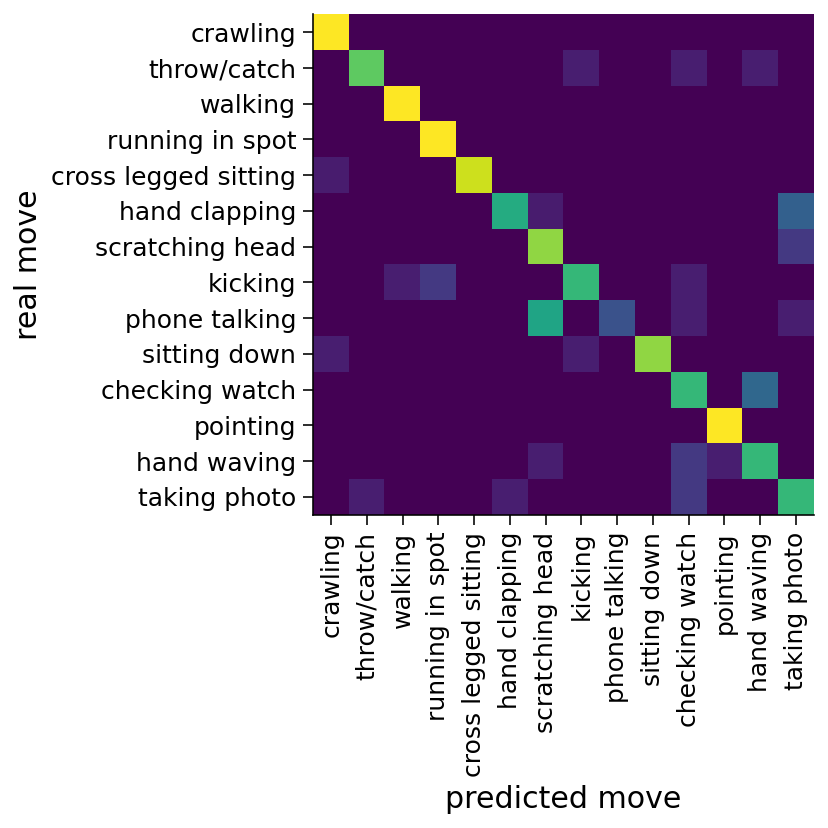 crawling
throw/catch
walking
running in spot
cross legged sitting
hand clapping
scratching head
kicking
phone talking
sitting down
checking watch
pointing
hand waving
taking photo
real move
crawling
throw/catch
walking
running in spot
cross legged sitting
hand clapping
scratching head
kicking
phone talking
sitting down
checking watch
pointing
hand waving
taking photo
predicted move